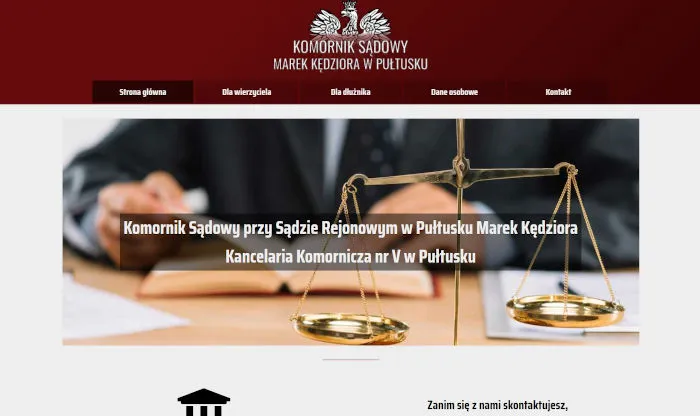 KOMORNIK SĄDOWY
MAREK KĘDZIORA W PUŁTUSKU
Strona główna
Dla wierzyciela
Dla dłużnika
Dane osobowe
Kontakt
Komornik Sądowy przy Sądzie Rejonowym w Pułtusku Marek Kędziora
Kancelaria Komornicza nr V w Pułtusku
Zanim się z nami skontaktujesz,